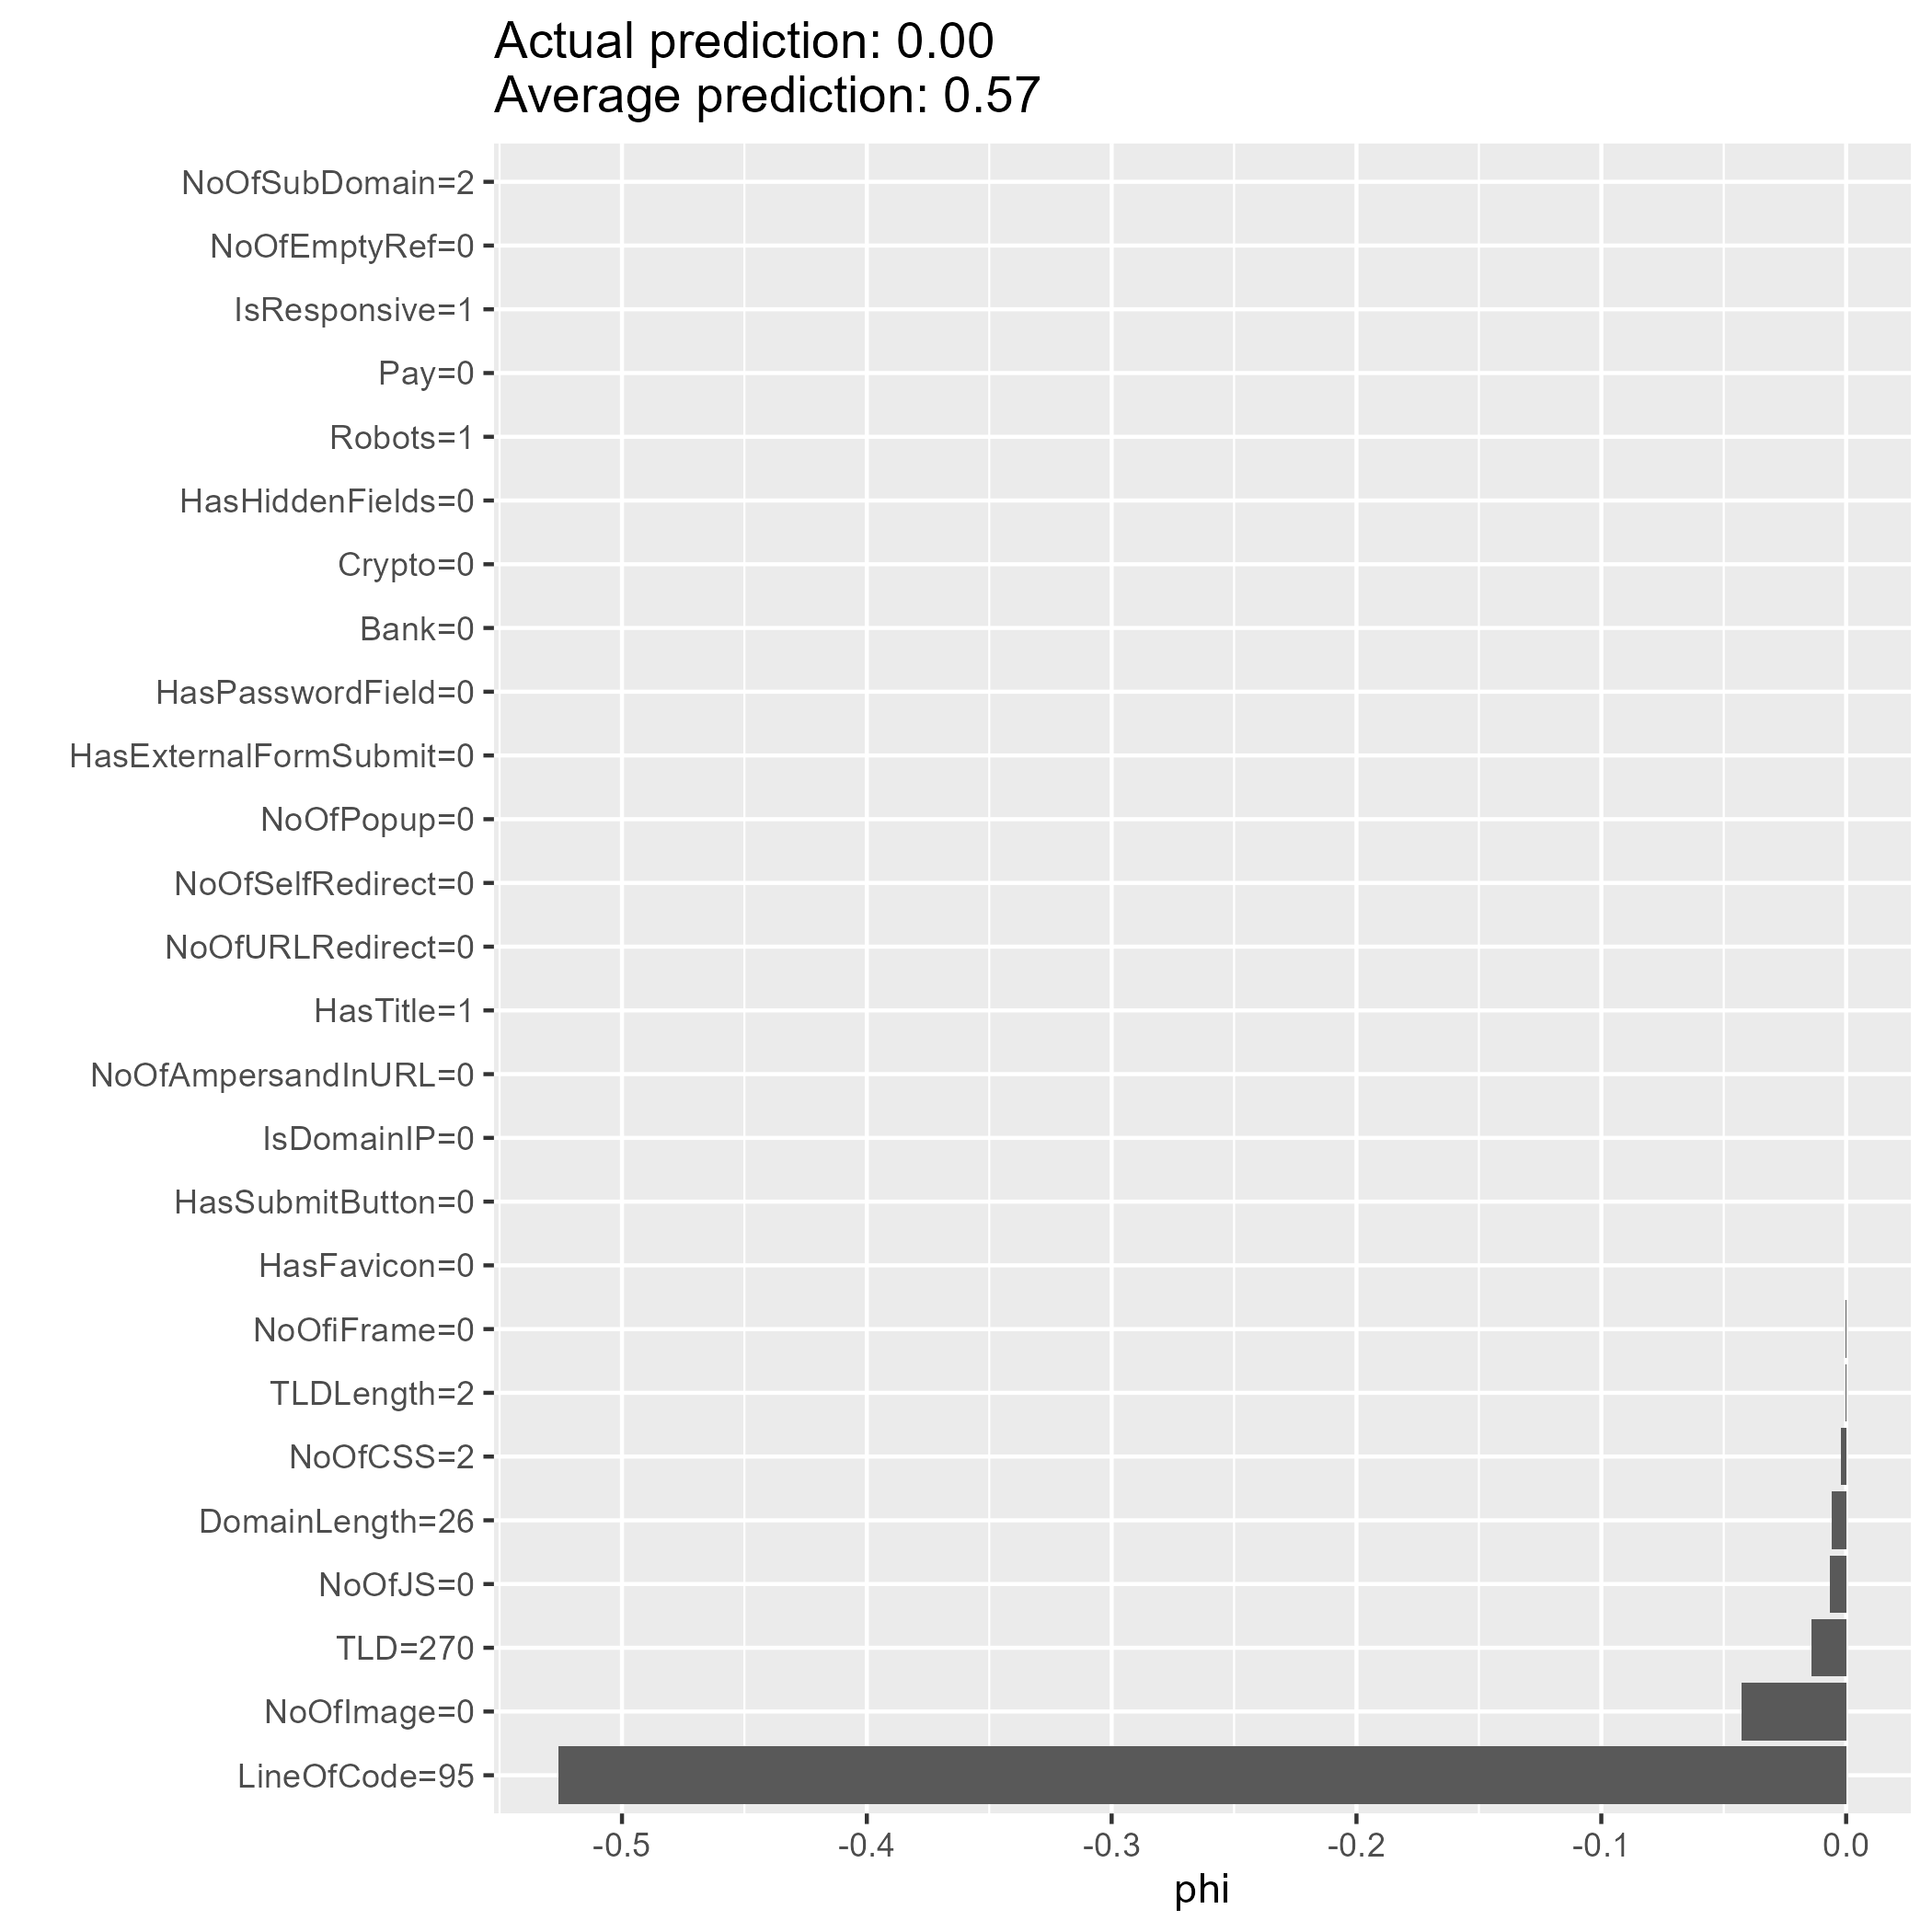 Actual prediction: 0.00
Average prediction: 0.57
NoOfSubDomain=2
NoOfEmptyRef=0
IsResponsive=1
Pay=0
Robots=1
HasHiddenFields=0
Crypto=0
Bank=0
HasPasswordField=0
HasExternalFormSubmit=0
NoOfPopup=0
NoOfSelfRedirect=0
NoOfURLRedirect=0
HasTitle=1
NoOfAmpersandInURL=0
IsDomainIP=0
HasSubmitButton=0
HasFavicon=0
NoOfiFrame=0
TLDLength=2
NoOfCSS=2
DomainLength=26
NoOfJS=0
TLD=270
NoOfImage=0
LineOfCode=95
-0.5 -0.4 -0.3 -0.2 -0.1 0.0
phi